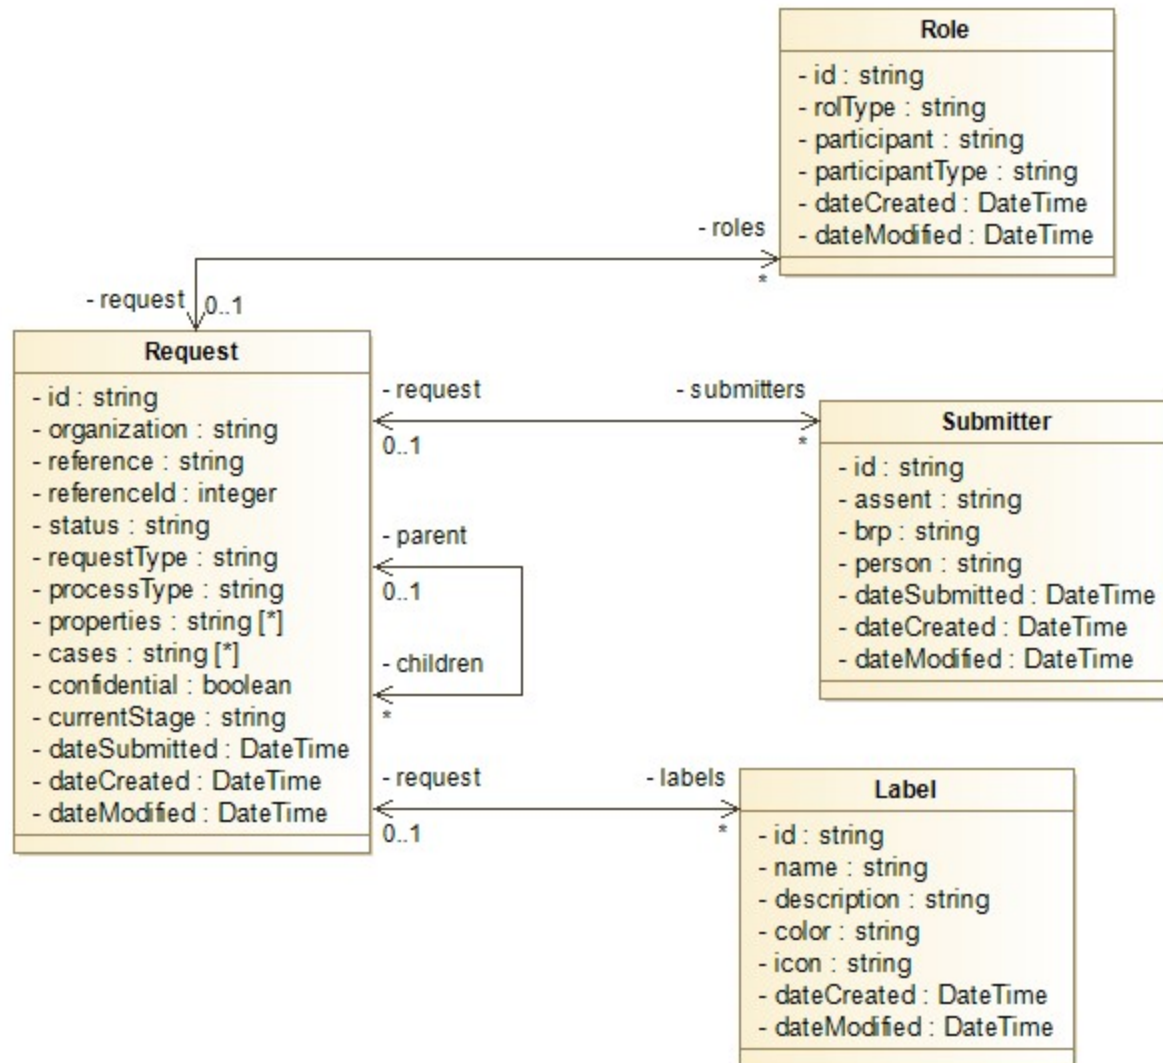 Role
- id : string
- rolType : string
- participant : string
- participantType : string
- dateCreated : DateTime
- dateModified : DateTime
- roles
*
- request
0..1
Request
- id : string
- organization : string
- reference : string
- referenceId : integer
- status : string
- requestType : string
- processType : string
- properties : string [*]
- cases : string [*]
- confidential : boolean
- currentStage : string
- dateSubmitted : DateTime
- dateCreated : DateTime
- dateModified : DateTime
- request
0..1
- submitters
*
Submitter
- id : string
- assent : string
- brp : string
- person : string
- dateSubmitted : DateTime
- dateCreated : DateTime
- dateModified : DateTime
- parent
0..1
- children
*
- request
0..1
- labels
*
Label
- id : string
- name : string
- description : string
- color : string
- icon : string
- dateCreated : DateTime
- dateModified : DateTime